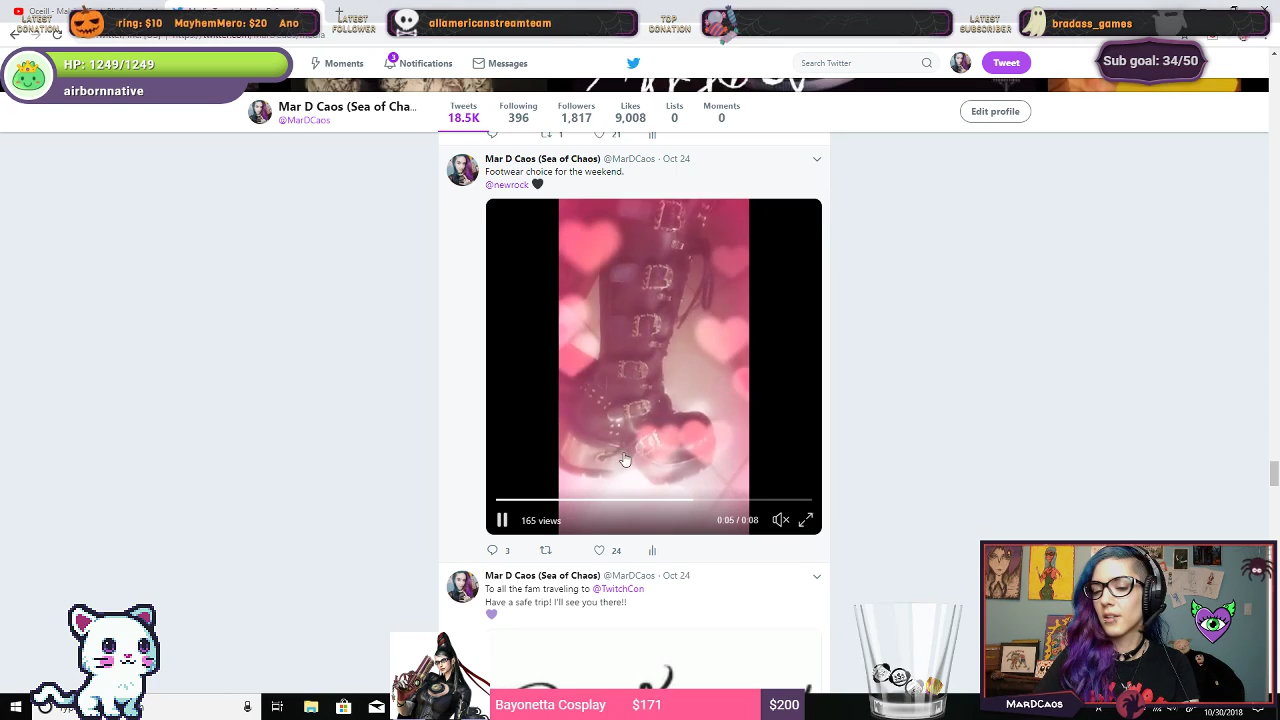 LATEST DONATION
ring: $10 MayhemMero: $20 Ano
LATEST FOLLOWER
allamericanstreamteam
TOP DONATION
LATEST SUBSCRIBER
bradass_games
HP: 1249/1249
airbornnative
Moments
3
Notifications
Messages
Search Twitter
Tweet
Sub goal: 34/50
Mar D Caos (Sea of Cha...
@MarDCaos
Tweets
18.5K
Following
396
Followers
1,817
Likes
9,008
Lists
0
Moments
0
Edit profile
1 21
Mar D Caos (Sea of Chaos) @MarDCaos · Oct 24
Footwear choice for the weekend.
@newrock
165 views
0:05 / 0:08
3 24
Mar D Caos (Sea of Chaos) @MarDCaos · Oct 24
To all the fam traveling to @TwitchCon
Have a safe trip! I'll see you there!!
Bayonetta Cosplay $171 $200
MARDCAOS
10/30/2018